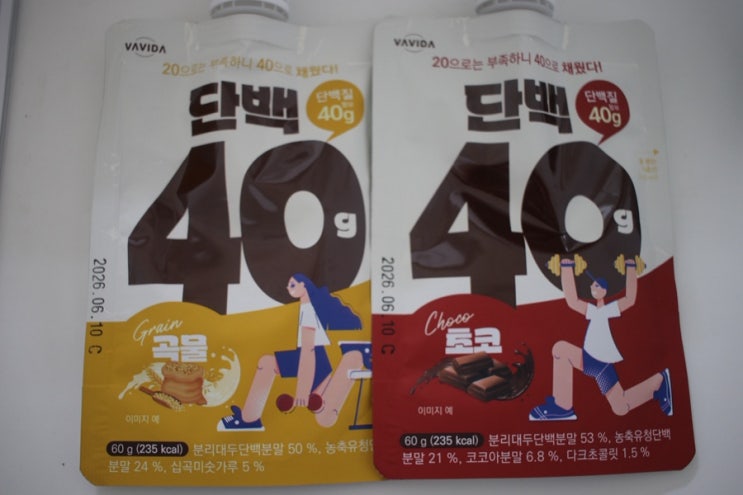 VAVIDA
20으로는 부족하니 40으로 채웠다!
단백질
함유
40g
단백
40g
2026.06.10 C
Grain
곡물
이미지 예
60 g (235 kcal) 분리대두단백분말 50 %, 농축유청단
분말 24 %, 십곡미숫가루 5 %
VAVIDA
20으로는 부족하니 40으로 채웠다!
단백질
함유
40g
단백
40g
2026.06.10 C
Choco
초코
이미지 예
60 g (235 kcal) 분리대두단백분말 53 %, 농축유청단백
분말 21 %, 코코아분말 6.8 %, 다크초콜릿 1.5 %